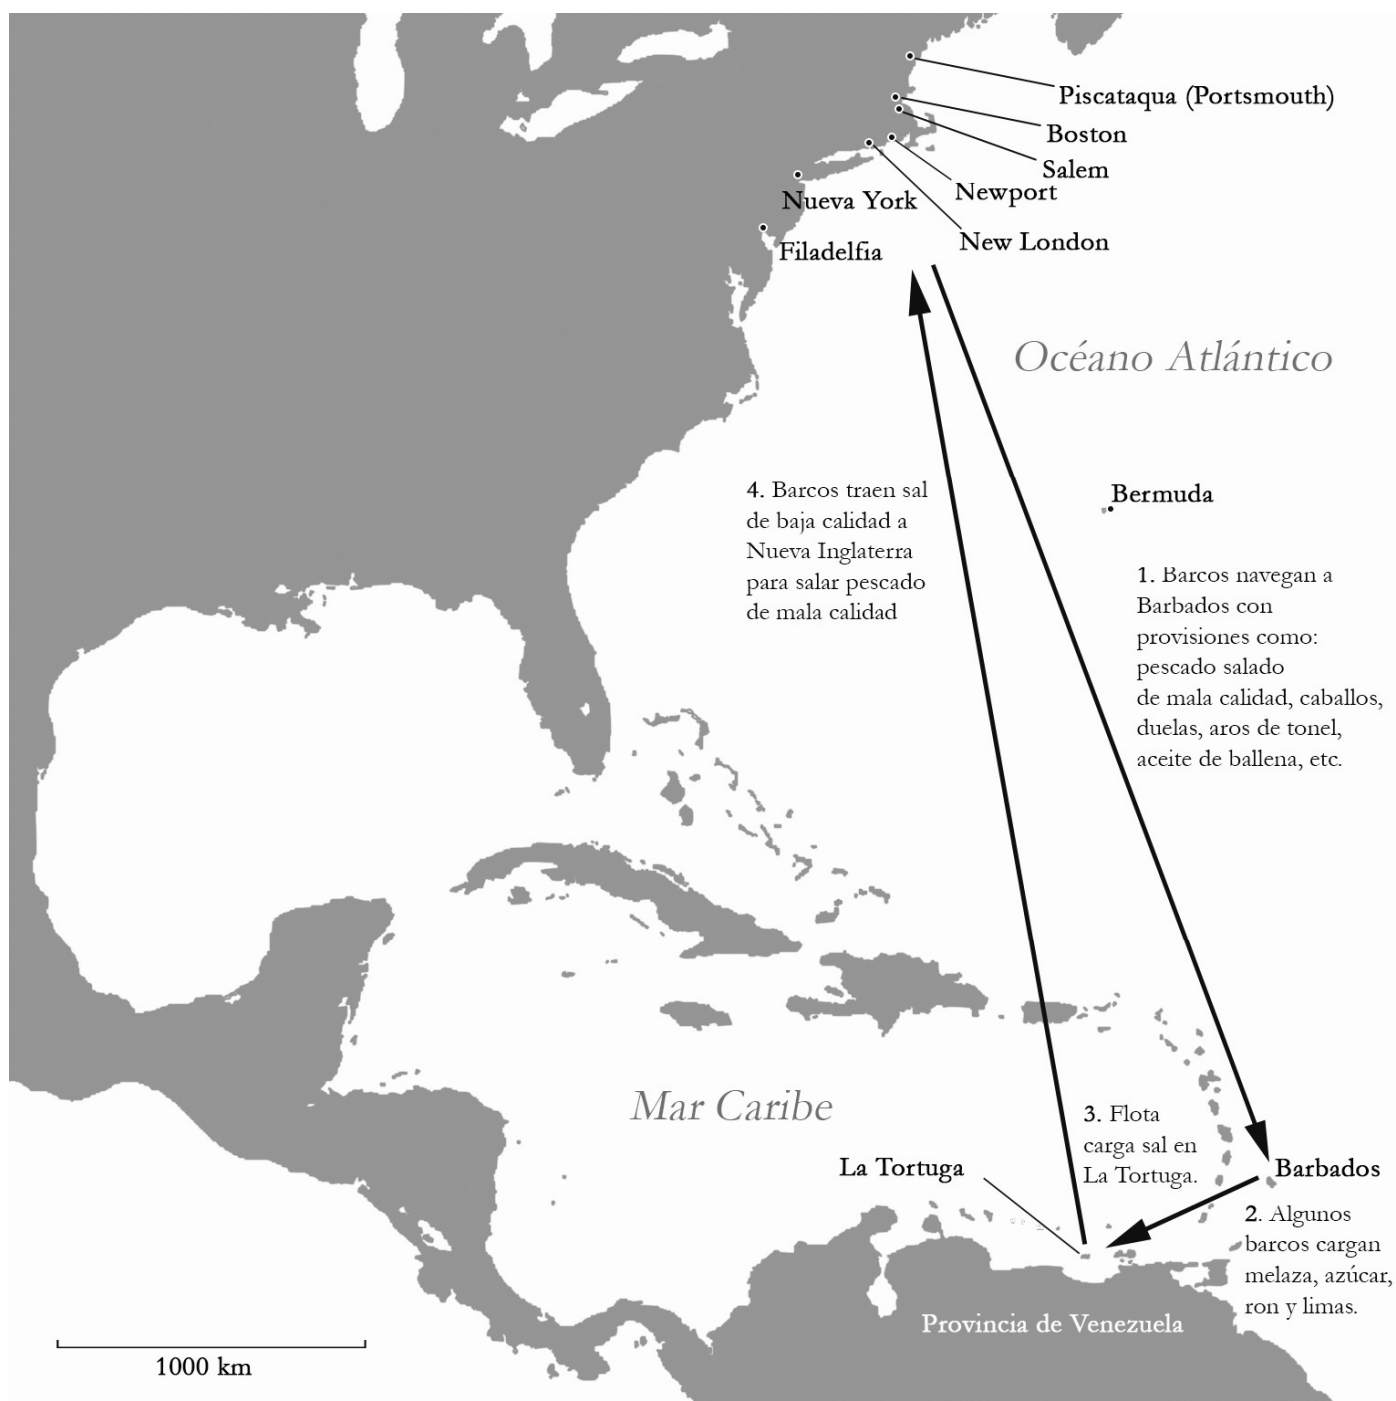 Piscataqua (Portsmouth)
Boston
Salem
Newport
Nueva York
New London
Filadelfia
Océano Atlántico
4. Barcos traen sal
de baja calidad a
Nueva Inglaterra
para salar pescado
de mala calidad
Bermuda
1. Barcos navegan a
Barbados con
provisiones como:
pescado salado
de mala calidad, caballos,
duelas, aros de tonel,
aceite de ballena, etc.
Mar Caribe
3. Flota
carga sal en
La Tortuga.
La Tortuga
Barbados
2. Algunos
barcos cargan
melaza, azúcar,
ron y limas.
Provincia de Venezuela
1000 km